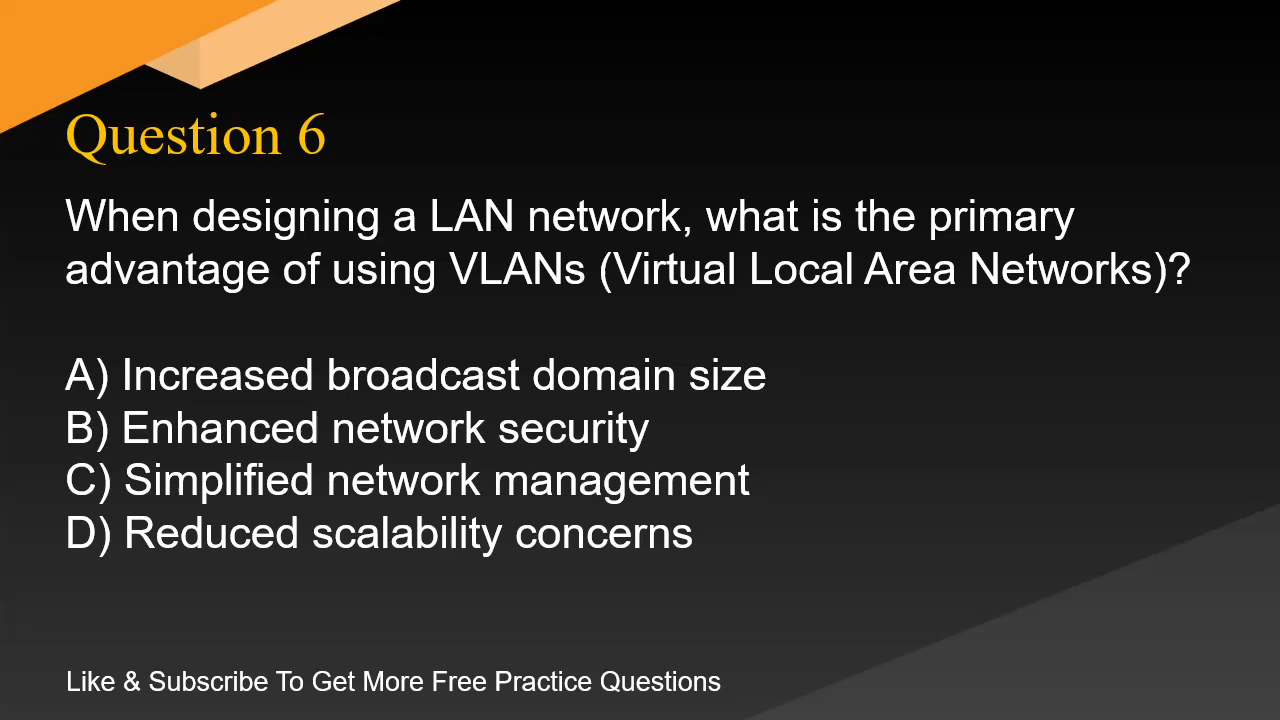 Question 6
When designing a LAN network, what is the primary
advantage of using VLANs (Virtual Local Area Networks)?
A) Increased broadcast domain size
B) Enhanced network security
C) Simplified network management
D) Reduced scalability concerns
Like & Subscribe To Get More Free Practice Questions